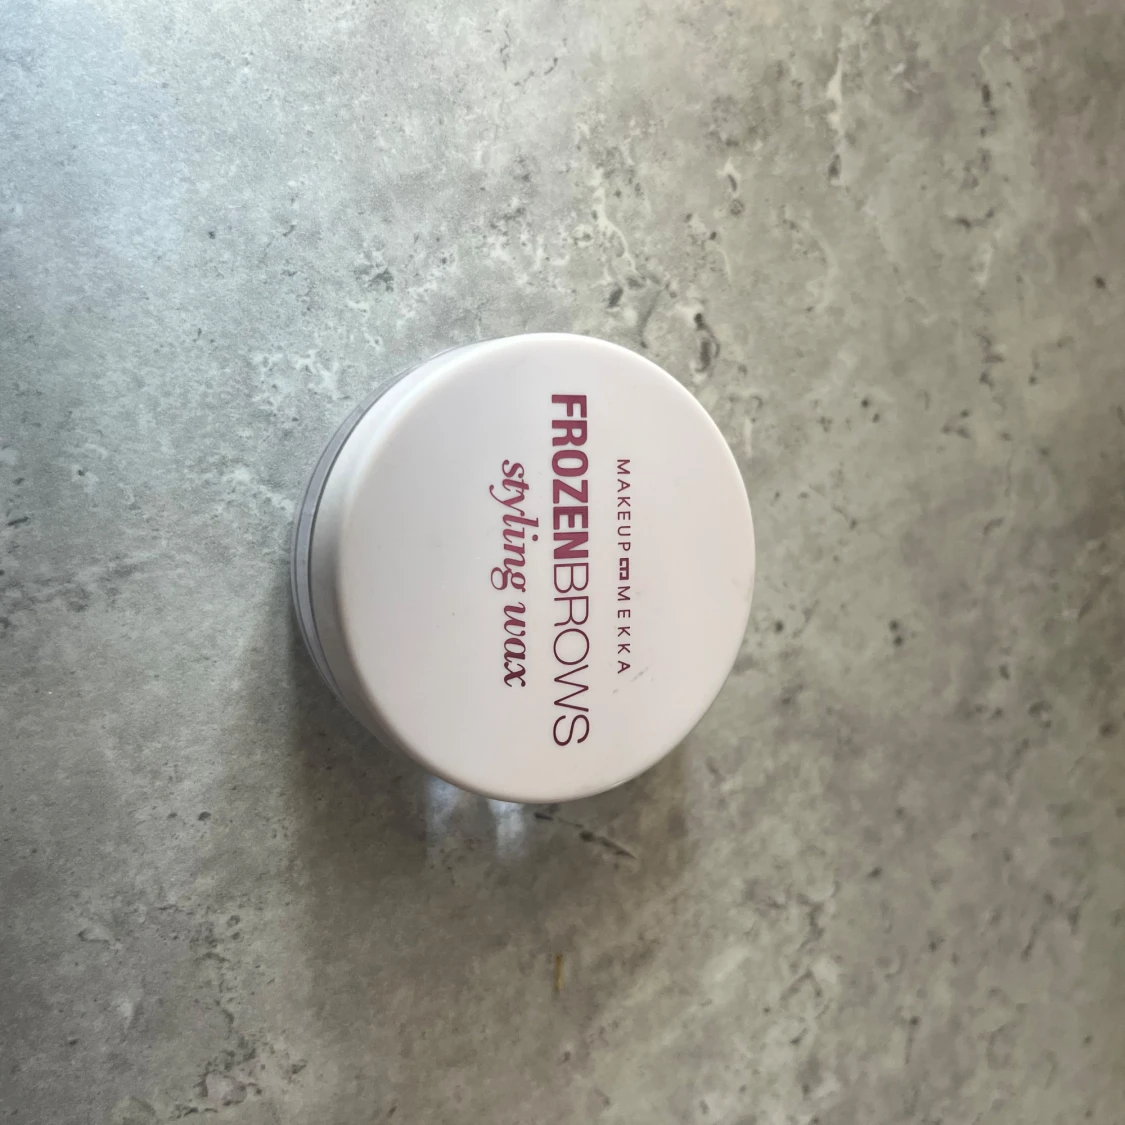 MAKEUP MEKKA
FROZENBROWS
styling wax